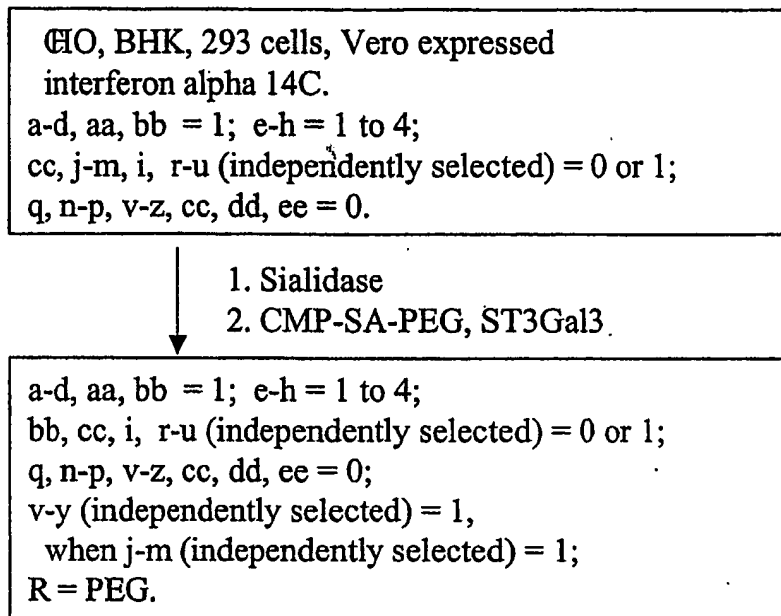 CHO, BHK, 293 cells, Vero expressed
interferon alpha 14C.
a-d, aa, bb = 1; e-h = 1 to 4;
cc, j-m, i, r-u (independently selected) = 0 or 1;
q, n-p, v-z, cc, dd, ee = 0.
1. Sialidase
2. CMP-SA-PEG, ST3Gal3
a-d, aa, bb = 1; e-h = 1 to 4;
bb, cc, i, r-u (independently selected) = 0 or 1;
q, n-p, v-z, cc, dd, ee = 0;
v-y (independently selected) = 1,
when j-m (independently selected) = 1;
R = PEG.